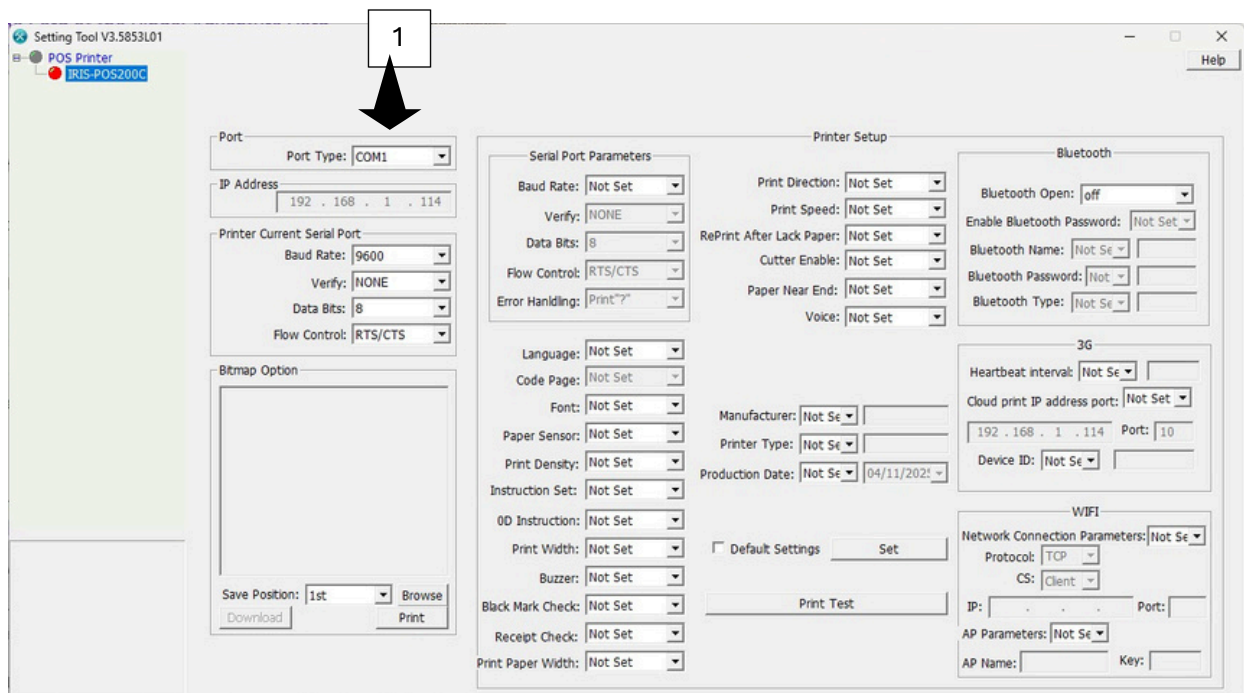 Setting Tool V3.5853L01
1
Help
POS Printer
IRIS-POS200C
Port
Port Type: COM1
IP Address
192 . 168 . 1 . 114
Printer Current Serial Port
Baud Rate: 9600
Verify: NONE
Data Bits: 8
Flow Control: RTS/CTS
Bitmap Option
Save Position: 1st Browse
Download Print
Printer Setup
Serial Port Parameters
Baud Rate: Not Set
Verify: NONE
Data Bits: 8
Flow Control: RTS/CTS
Error Hanldling: Print"?"
Language: Not Set
Code Page: Not Set
Font: Not Set
Paper Sensor: Not Set
Print Density: Not Set
Instruction Set: Not Set
0D Instruction: Not Set
Print Width: Not Set
Buzzer: Not Set
Black Mark Check: Not Set
Receipt Check: Not Set
Print Paper Width: Not Set
Print Direction: Not Set
Print Speed: Not Set
RePrint After Lack Paper: Not Set
Cutter Enable: Not Set
Paper Near End: Not Set
Voice: Not Set
Manufacturer: Not Se
Printer Type: Not Se
Production Date: Not Se 04/11/202
Default Settings Set
Print Test
Bluetooth
Bluetooth Open: off
Enable Bluetooth Password: Not Set
Bluetooth Name: Not Se
Bluetooth Password: Not
Bluetooth Type: Not Se
3G
Heartbeat interval: Not Se
Cloud print IP address port: Not Set
192 . 168 . 1 . 114 Port: 10
Device ID: Not Se
WIFI
Network Connection Parameters: Not Se
Protocol: TCP
CS: Client
IP: . . . Port:
AP Parameters: Not Se
AP Name: Key: